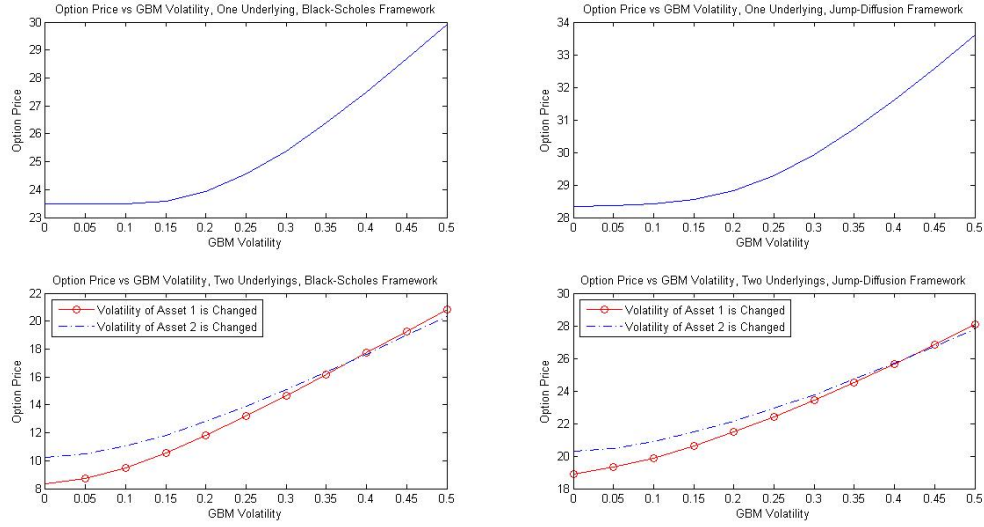 Option Price vs GBM Volatility, One Underlying, Black-Scholes Framework
30
29
28
27
26
25
24
23
Option Price
0 0.05 0.1 0.15 0.2 0.25 0.3 0.35 0.4 0.45 0.5
GBM Volatility
Option Price vs GBM Volatility, One Underlying, Jump-Diffusion Framework
34
33
32
31
30
29
28
Option Price
0 0.05 0.1 0.15 0.2 0.25 0.3 0.35 0.4 0.45 0.5
GBM Volatility
Option Price vs GBM Volatility, Two Underlyings, Black-Scholes Framework
22
20
18
16
14
12
10
8
Option Price
Volatility of Asset 1 is Changed
Volatility of Asset 2 is Changed
0 0.05 0.1 0.15 0.2 0.25 0.3 0.35 0.4 0.45 0.5
GBM Volatility
Option Price vs GBM Volatility, Two Underlyings, Jump-Diffusion Framework
30
28
26
24
22
20
18
Option Price
Volatility of Asset 1 is Changed
Volatility of Asset 2 is Changed
0 0.05 0.1 0.15 0.2 0.25 0.3 0.35 0.4 0.45 0.5
GBM Volatility